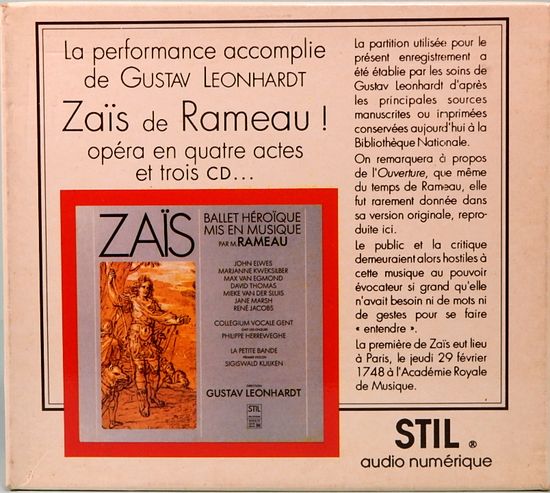 La performance accomplie
de GUSTAV LEONHARDT
Zaïs de Rameau !
opéra en quatre actes
et trois CD...
La partition utilisée pour le
présent enregistrement a
été établie par les soins de
Gustav Leonhardt d'après
les principales sources
manuscrites ou imprimées
conservées aujourd'hui à la
Bibliothèque Nationale.
On remarquera à propos
de l'Ouverture, que même
du temps de Rameau, elle
fut rarement donnée dans
sa version originale, repro-
duite ici.
Le public et la critique
demeuraient alors hostiles à
cette musique au pouvoir
évocateur si grand qu'elle
n'avait besoin ni de mots ni
de gestes pour se faire
« entendre ».
La première de Zaïs eut lieu
à Paris, le jeudi 29 février
1748 à l'Académie Royale
de Musique.
ZAÏS
BALLET HÉROÏQUE
MIS EN MUSIQUE
PAR M. RAMEAU
JOHN ELWES
MARJANNE KWEKSILBER
MAX VAN EGMOND
DAVID THOMAS
MIEKE VAN DER SLUIS
JANE MARSH
RENÉ JACOBS
COLLEGIUM VOCALE GENT
PHILIPPE HERREWEGHE
LA PETITE BANDE
PREMIER VIOLON
SIGISWALD KUIJKEN
DIRECTION
GUSTAV LEONHARDT
STIL
STIL ®
audio numérique